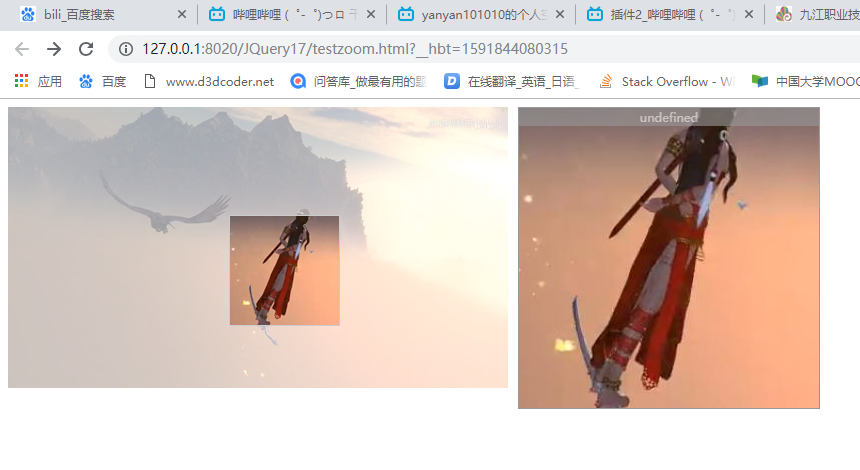 bili_百度搜索
哔哩哔哩 ( ゜- ゜)つロ 干
yanyan101010的个人空
插件2_哔哩哔哩 ( ゜- ゜)
九江职业技
127.0.0.1:8020/JQuery17/testzoom.html?__hbt=1591844080315
应用
百度
www.d3dcoder.net
问答库_做最有用的题
在线翻译_英语_日语_
Stack Overflow - W
中国大学MOOC
undefined